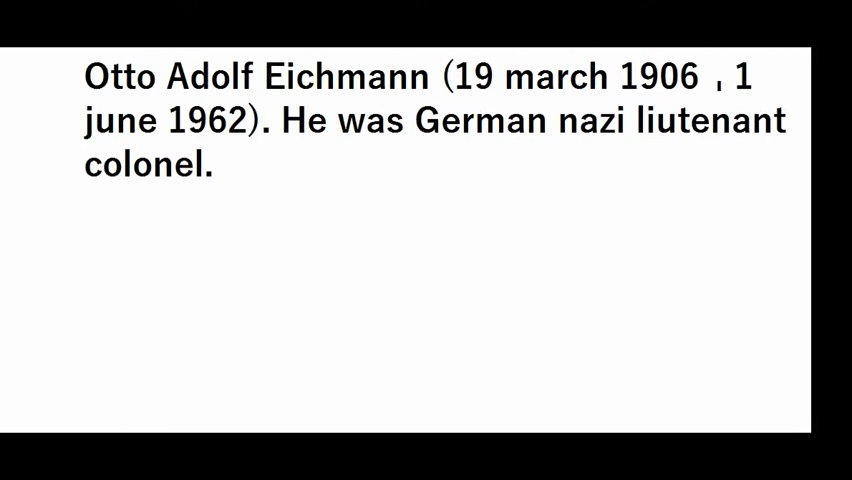 Otto Adolf Eichmann (19 march 1906 , 1
june 1962). He was German nazi liutenant
colonel.